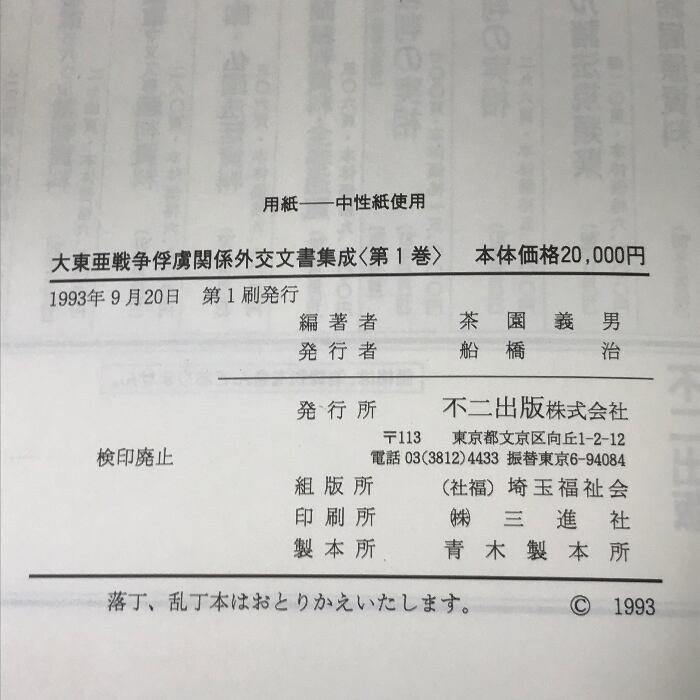 用紙――中性紙使用
大東亜戦争俘虜関係外交文書集成〈第1巻〉 本体価格20,000円
1993年9月20日 第1刷発行
編著者 茶園義男
発行者 船橋治
発行所 不二出版株式会社
〒113 東京都文京区向丘1-2-12
電話 03(3812)4433 振替東京6-94084
検印廃止
組版所 (社福)埼玉福祉会
印刷所 ㈱三進社
製本所 青木製本所
落丁、乱丁本はおとりかえいたします。 © 1993